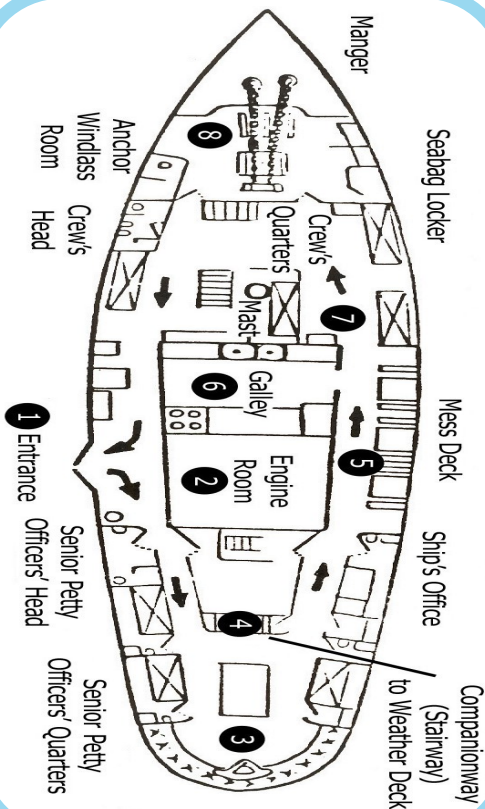 Manger
Seabag Locker
Anchor
Windlass
Room
8
Crew's
Head
Crew's
Quarters
7
Mast
Mess Deck
Galley
6
5
Engine
Room
2
1 Entrance
Ship's Office
Senior Petty
Officers' Head
4
Companionway
(Stairway)
to Weather Deck
3
Senior Petty
Officers' Quarters